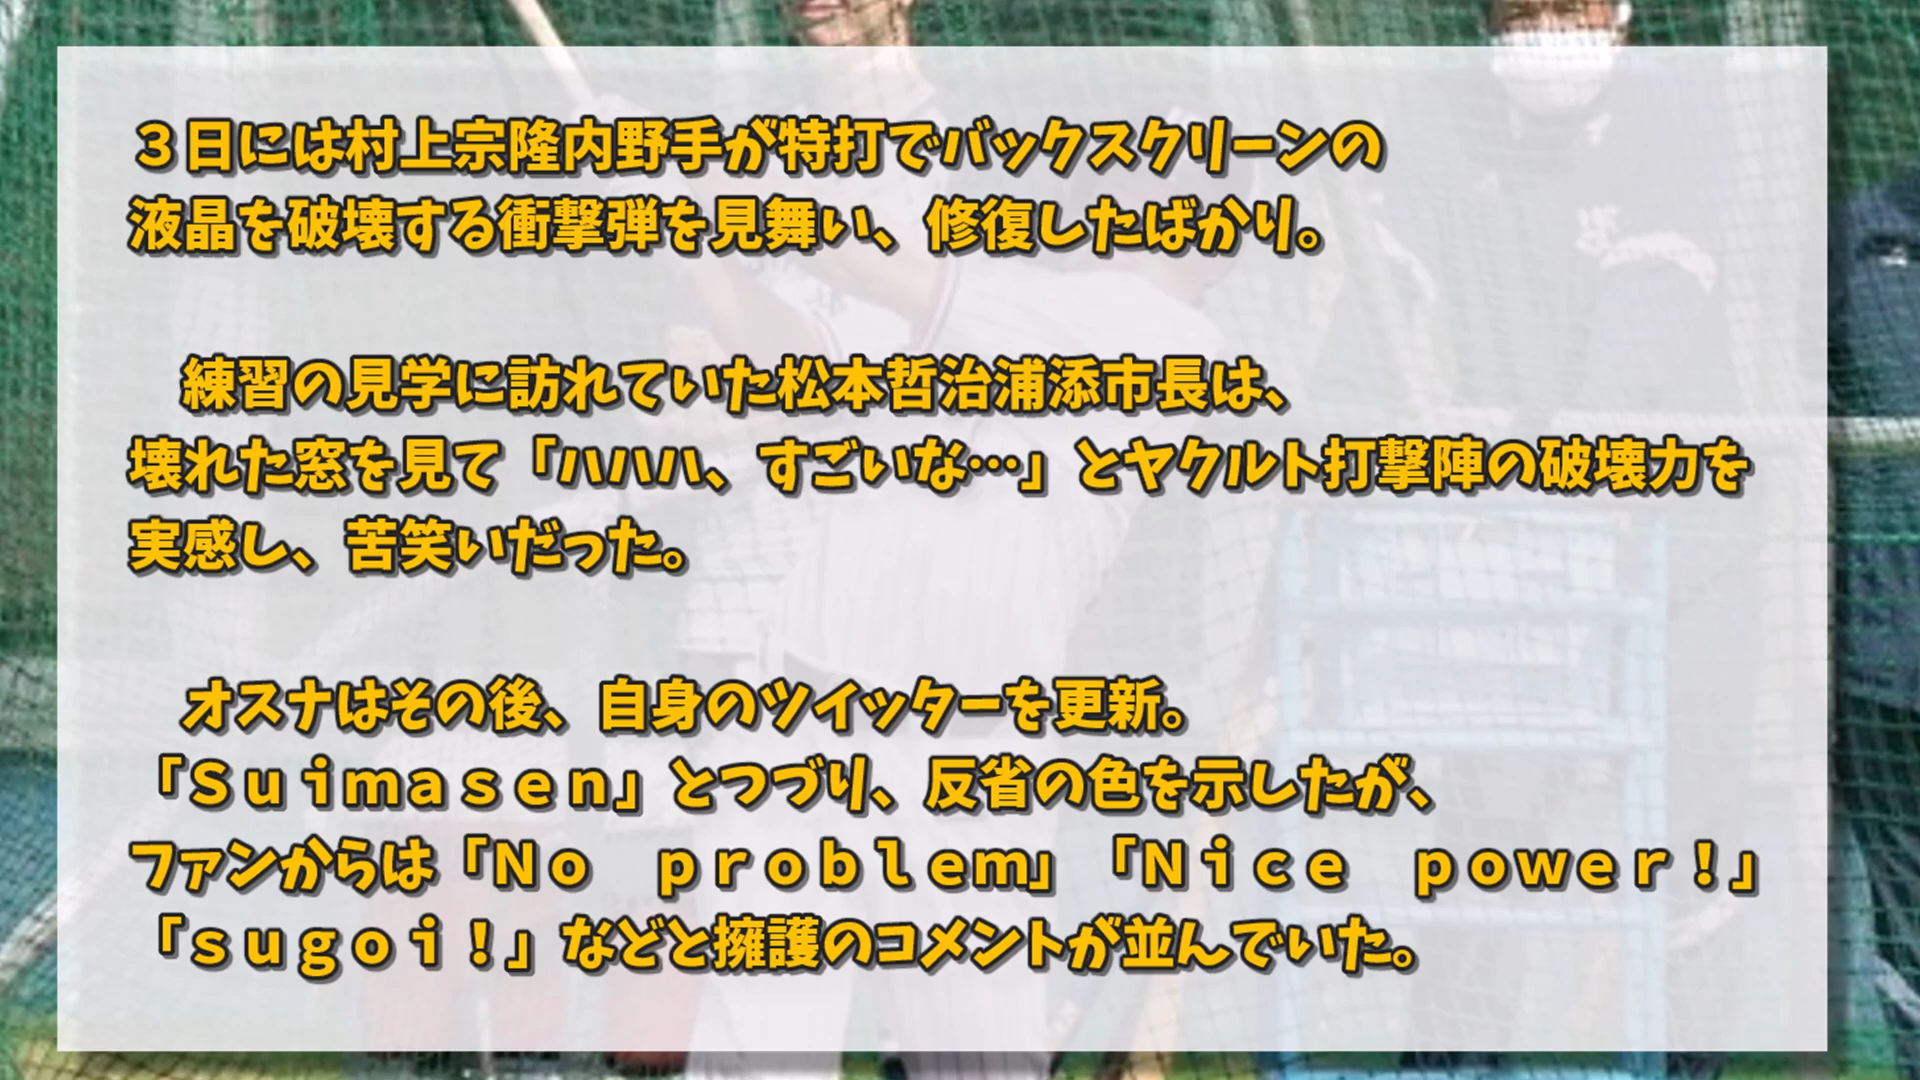 ３日には村上宗隆内野手が特打でバックスクリーンの
液晶を破壊する衝撃弾を見舞い、修復したばかり。
　練習の見学に訪れていた松本哲治浦添市長は、
壊れた窓を見て「ハハハ、すごいな…」とヤクルト打撃陣の破壊力を
実感し、苦笑いだった。
　オスナはその後、自身のツイッターを更新。
「Ｓｕｉｍａｓｅｎ」とつづり、反省の色を示したが、
ファンからは「Ｎｏ　ｐｒｏｂｌｅｍ」「Ｎｉｃｅ　ｐｏｗｅｒ！」
「ｓｕｇｏｉ！」などと擁護のコメントが並んでいた。